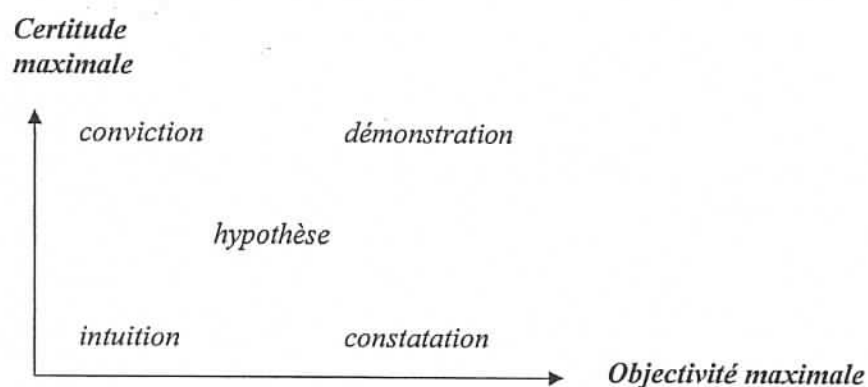 Certitude
maximale
conviction démonstration
hypothèse
intuition constatation
Objectivité maximale